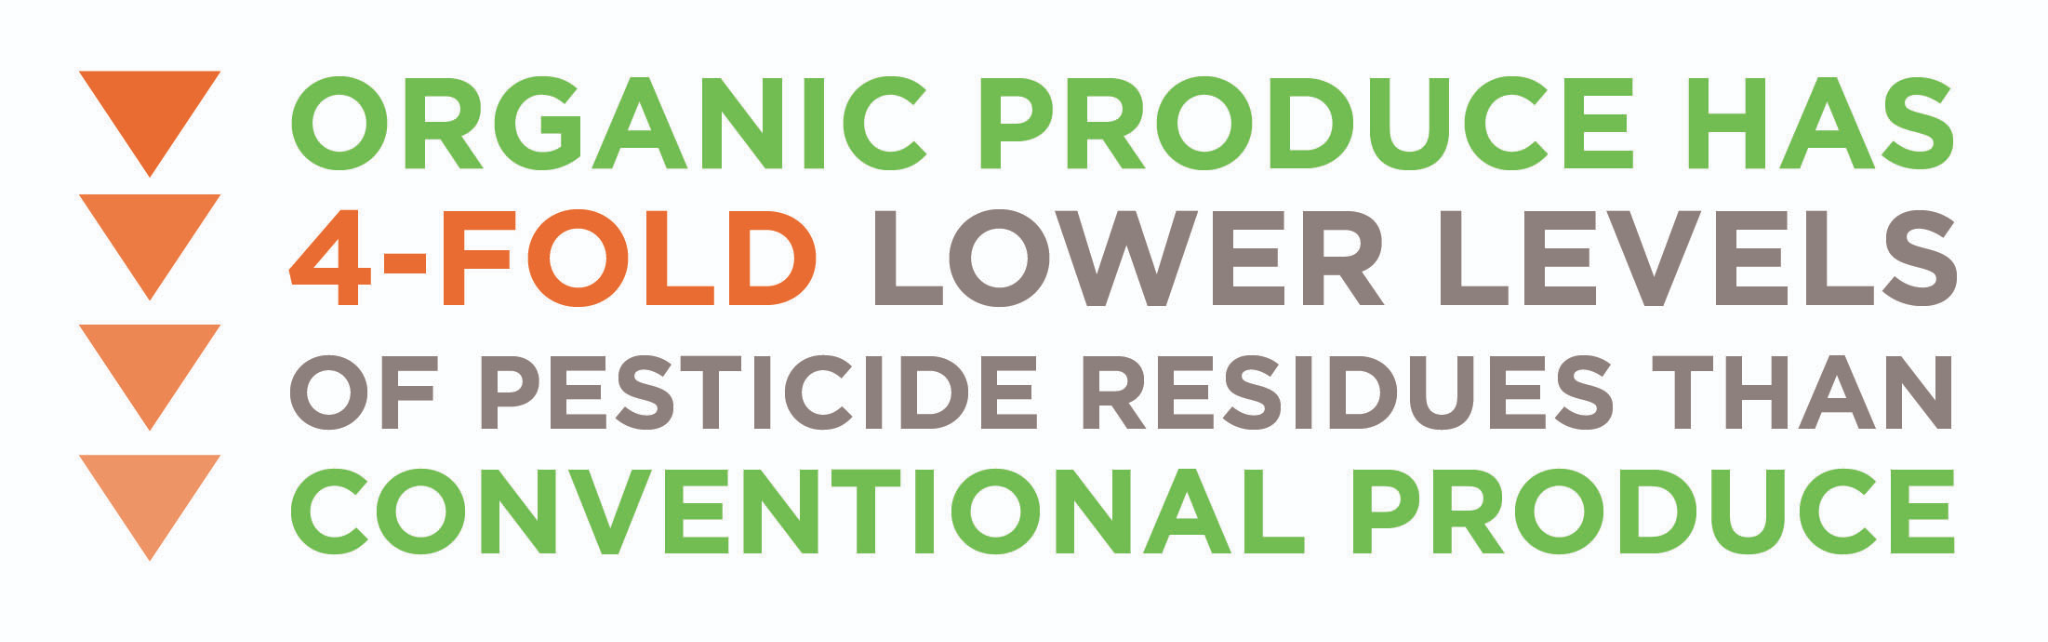 ORGANIC PRODUCE HAS
4-FOLD LOWER LEVELS
OF PESTICIDE RESIDUES THAN
CONVENTIONAL PRODUCE